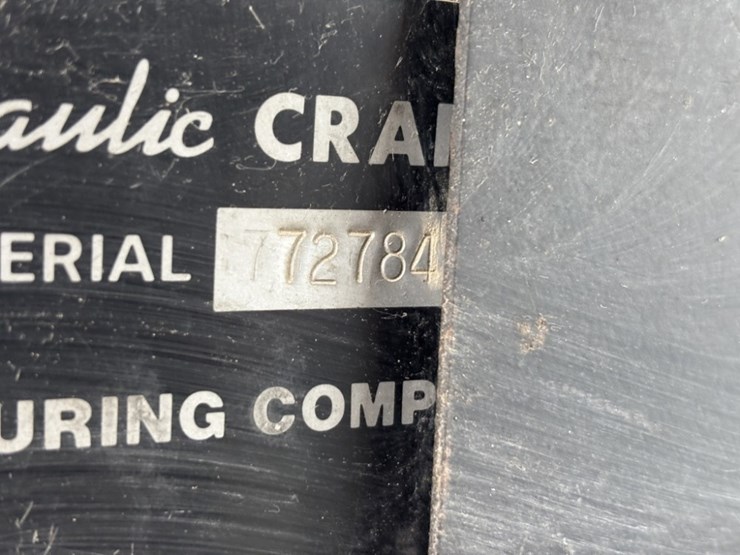 aulic CRA
ERIAL 772784
URING COMP